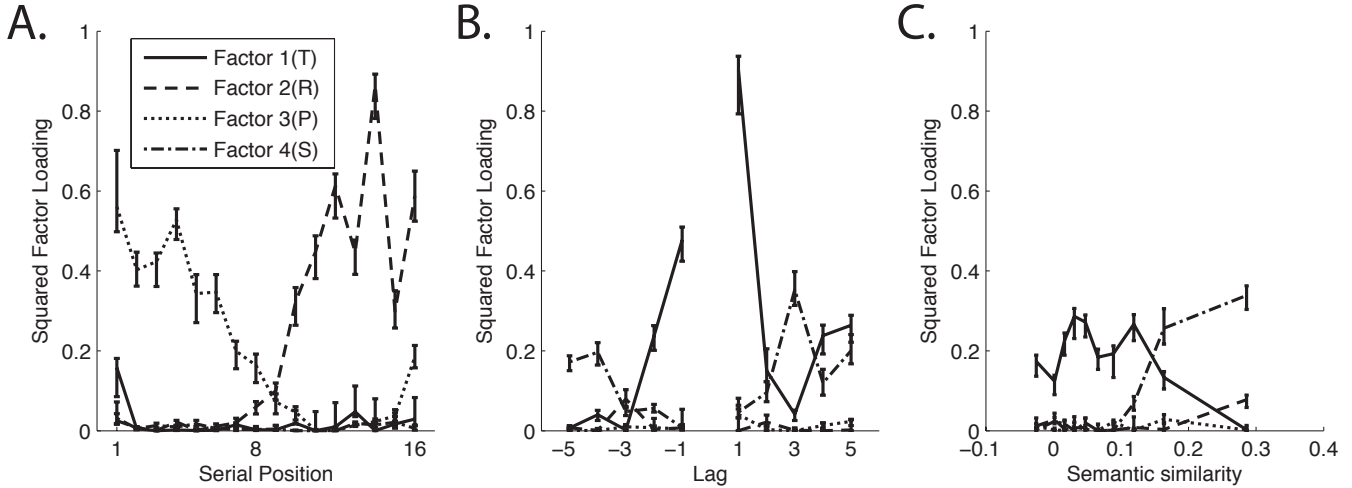 A.
1
0.8
0.6
0.4
0.2
0
Squared Factor Loading
Factor 1(T)
Factor 2(R)
Factor 3(P)
Factor 4(S)
1 8 16
Serial Position
B.
1
0.8
0.6
0.4
0.2
0
Squared Factor Loading
−5 −3 −1 1 3 5
Lag
C.
1
0.8
0.6
0.4
0.2
0
Squared Factor Loading
−0.1 0 0.1 0.2 0.3 0.4
Semantic similarity